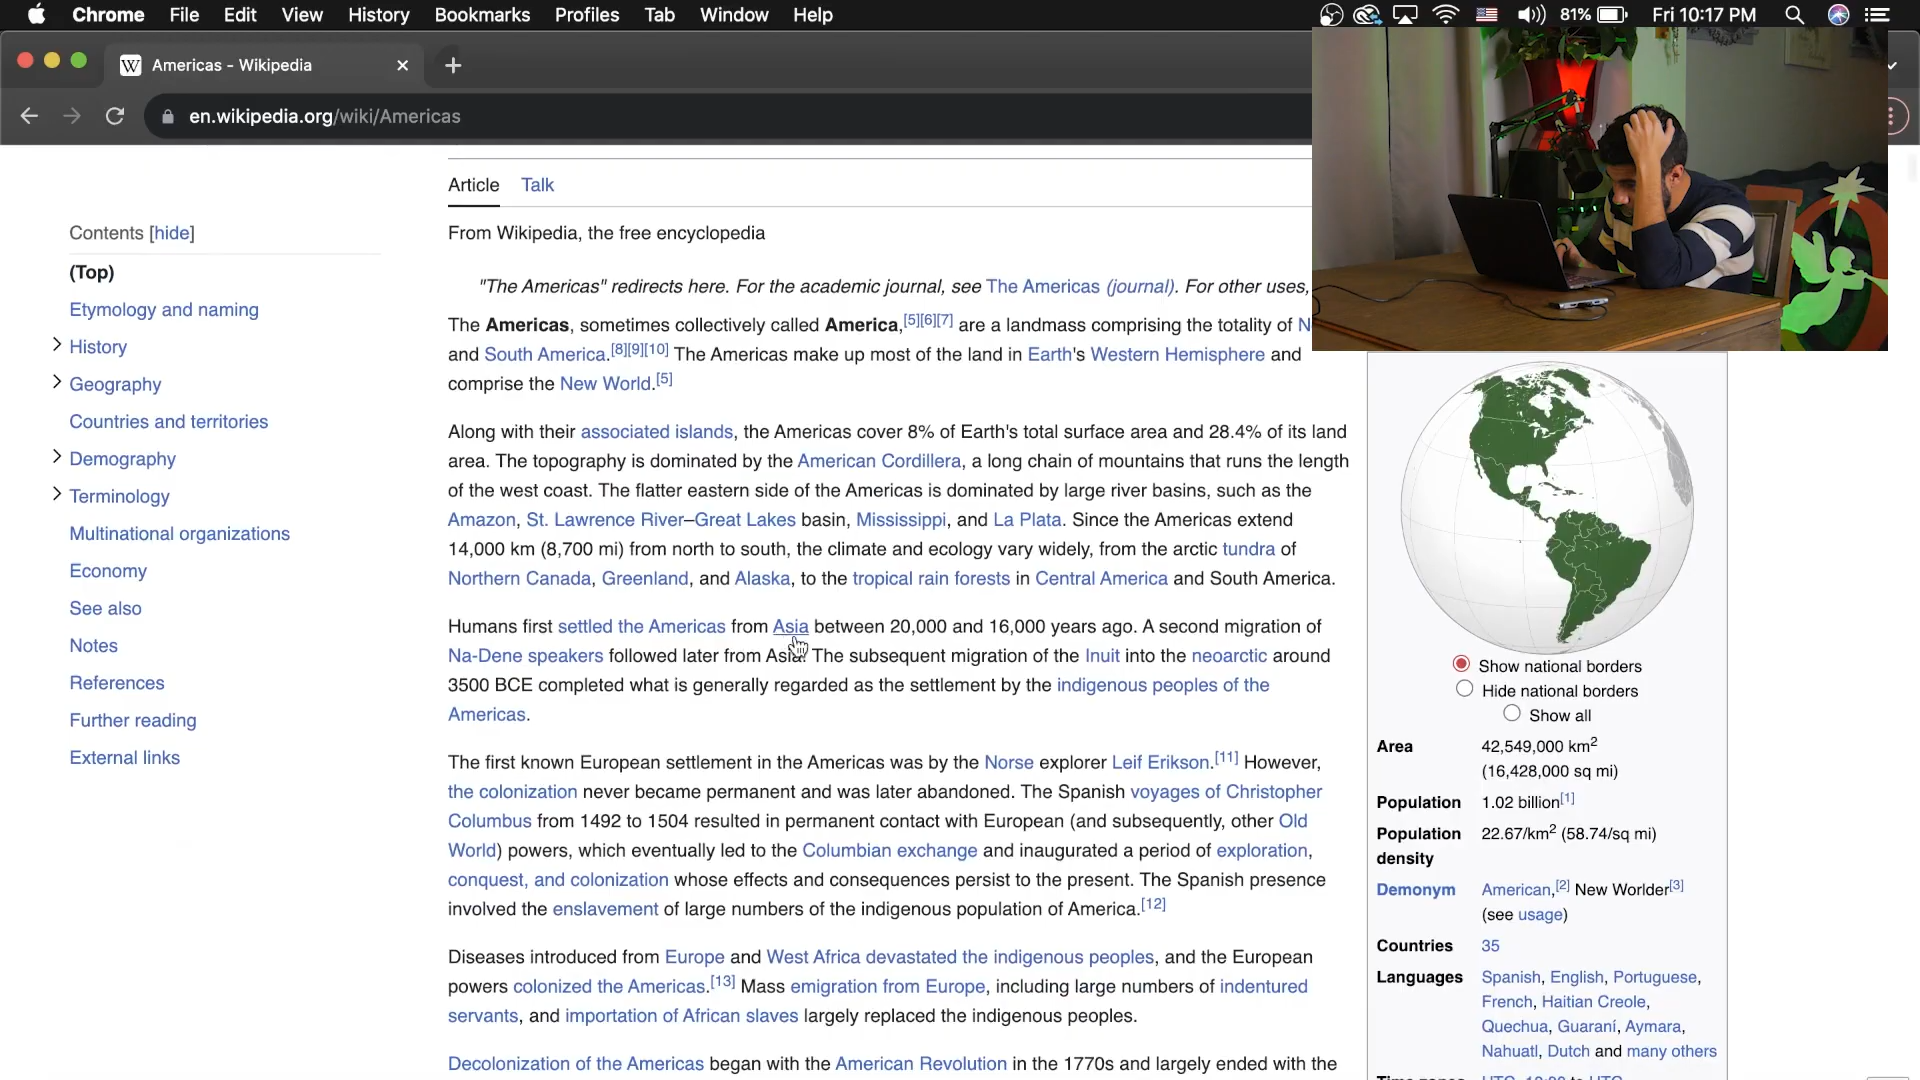 Chrome File Edit View History Bookmarks Profiles Tab Window Help 81% Fri 10:17 PM
W Americas - Wikipedia
en.wikipedia.org/wiki/Americas
Contents [hide]
(Top)
Etymology and naming
History
Geography
Countries and territories
Demography
Terminology
Multinational organizations
Economy
See also
Notes
References
Further reading
External links
Article Talk
From Wikipedia, the free encyclopedia
"The Americas" redirects here. For the academic journal, see The Americas (journal). For other uses,
The Americas, sometimes collectively called America,[5][6][7] are a landmass comprising the totality of N
and South America.[8][9][10] The Americas make up most of the land in Earth's Western Hemisphere and
comprise the New World.[5]
Along with their associated islands, the Americas cover 8% of Earth's total surface area and 28.4% of its land
area. The topography is dominated by the American Cordillera, a long chain of mountains that runs the length
of the west coast. The flatter eastern side of the Americas is dominated by large river basins, such as the
Amazon, St. Lawrence River–Great Lakes basin, Mississippi, and La Plata. Since the Americas extend
14,000 km (8,700 mi) from north to south, the climate and ecology vary widely, from the arctic tundra of
Northern Canada, Greenland, and Alaska, to the tropical rain forests in Central America and South America.
Humans first settled the Americas from Asia between 20,000 and 16,000 years ago. A second migration of
Na-Dene speakers followed later from Asia. The subsequent migration of the Inuit into the neoarctic around
3500 BCE completed what is generally regarded as the settlement by the indigenous peoples of the
Americas.
The first known European settlement in the Americas was by the Norse explorer Leif Erikson.[11] However,
the colonization never became permanent and was later abandoned. The Spanish voyages of Christopher
Columbus from 1492 to 1504 resulted in permanent contact with European (and subsequently, other Old
World) powers, which eventually led to the Columbian exchange and inaugurated a period of exploration,
conquest, and colonization whose effects and consequences persist to the present. The Spanish presence
involved the enslavement of large numbers of the indigenous population of America.[12]
Diseases introduced from Europe and West Africa devastated the indigenous peoples, and the European
powers colonized the Americas.[13] Mass emigration from Europe, including large numbers of indentured
servants, and importation of African slaves largely replaced the indigenous peoples.
Decolonization of the Americas began with the American Revolution in the 1770s and largely ended with the
Show national borders
Hide national borders
Show all
Area 42,549,000 km2
(16,428,000 sq mi)
Population 1.02 billion[1]
Population density 22.67/km2 (58.74/sq mi)
Demonym American,[2] New Worlder[3]
(see usage)
Countries 35
Languages Spanish, English, Portuguese,
French, Haitian Creole,
Quechua, Guaraní, Aymara,
Nahuatl, Dutch and many others